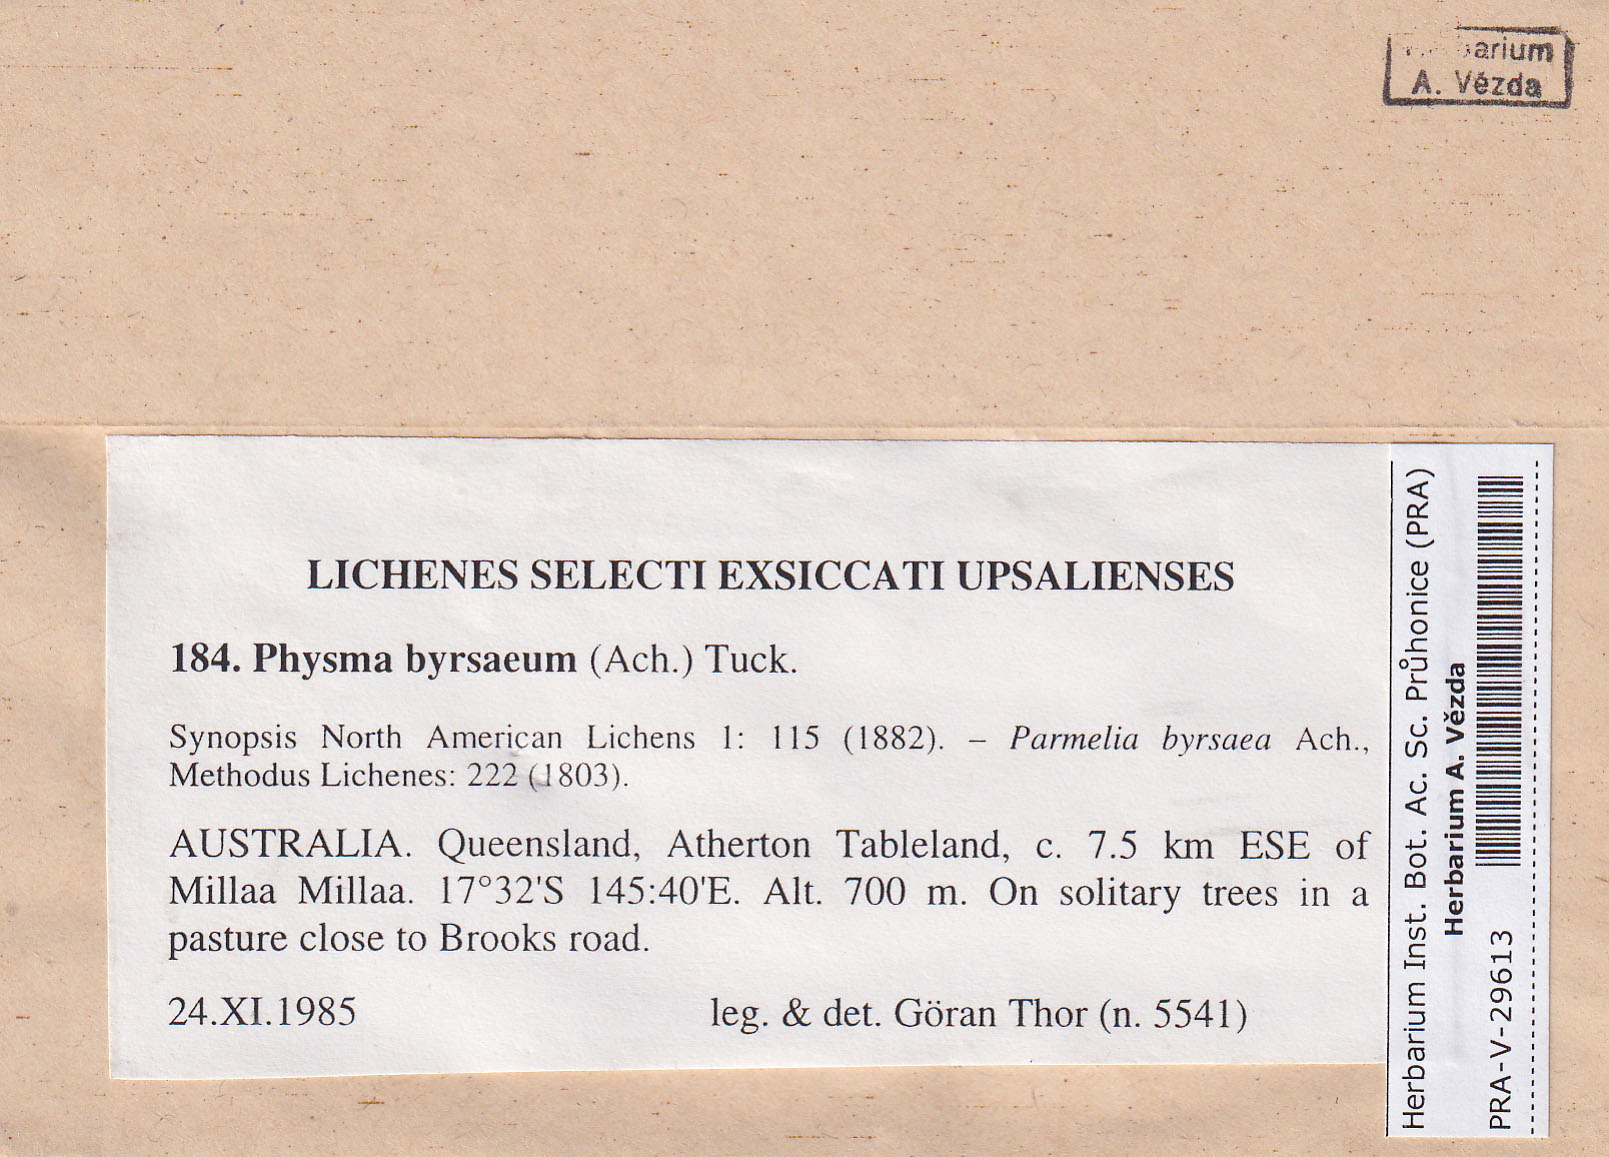 A. Vězda
LICHENES SELECTI EXSICCATI UPSALIENSES
184. Physma byrsaeum (Ach.) Tuck.
Synopsis North American Lichens 1: 115 (1882). – Parmelia byrsaea Ach.,
Methodus Lichenes: 222 (1803).
AUSTRALIA. Queensland, Atherton Tableland, c. 7.5 km ESE of
Millaa Millaa. 17°32'S 145:40'E. Alt. 700 m. On solitary trees in a
pasture close to Brooks road.
24.XI.1985 leg. & det. Göran Thor (n. 5541)
Herbarium Inst. Bot. Ac. Sc. Průhonice (PRA)
Herbarium A. Vězda
PRA-V-29613